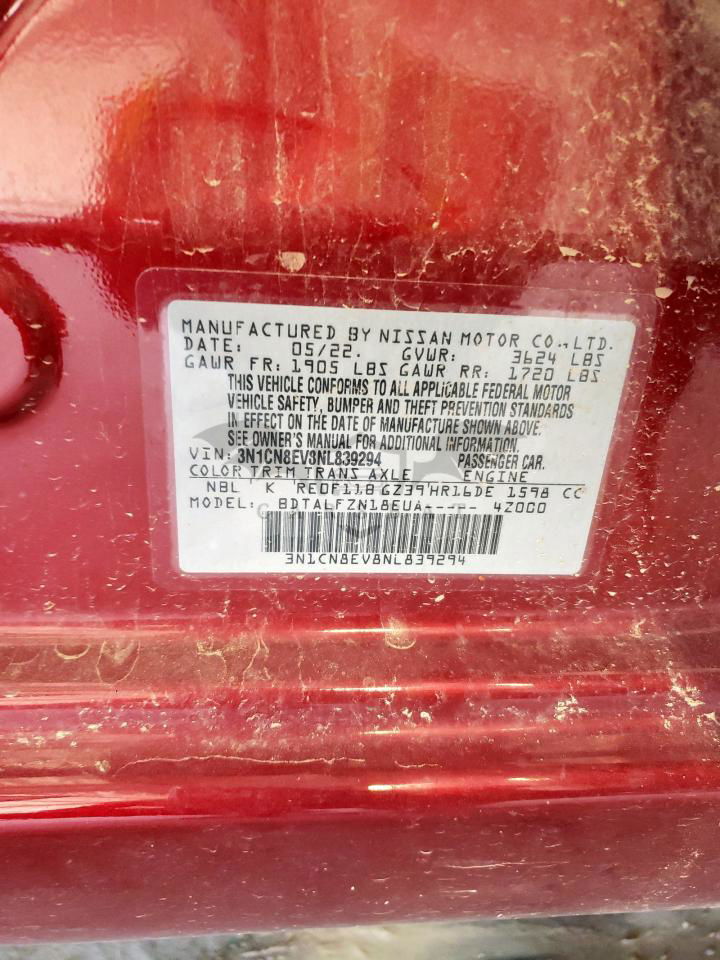 MANUFACTURED BY NISSAN MOTOR CO., LTD.
DATE: 05/22. GVWR: 3624 LBS
GAWR FR: 1905 LBS GAWR RR: 1720 LBS
THIS VEHICLE CONFORMS TO ALL APPLICABLE FEDERAL MOTOR
VEHICLE SAFETY, BUMPER AND THEFT PREVENTION STANDARDS
IN EFFECT ON THE DATE OF MANUFACTURE SHOWN ABOVE.
SEE OWNER'S MANUAL FOR ADDITIONAL INFORMATION.
VIN: 3N1CN8EV3NL839294 PASSENGER CAR.
COLOR TRIM TRANS AXLE ENGINE
NBL K RE0F11B GZ39 HR16DE 1598 CC
MODEL: BDTALFZN18EUA-----4Z000
3N1CN8EV8NL839294